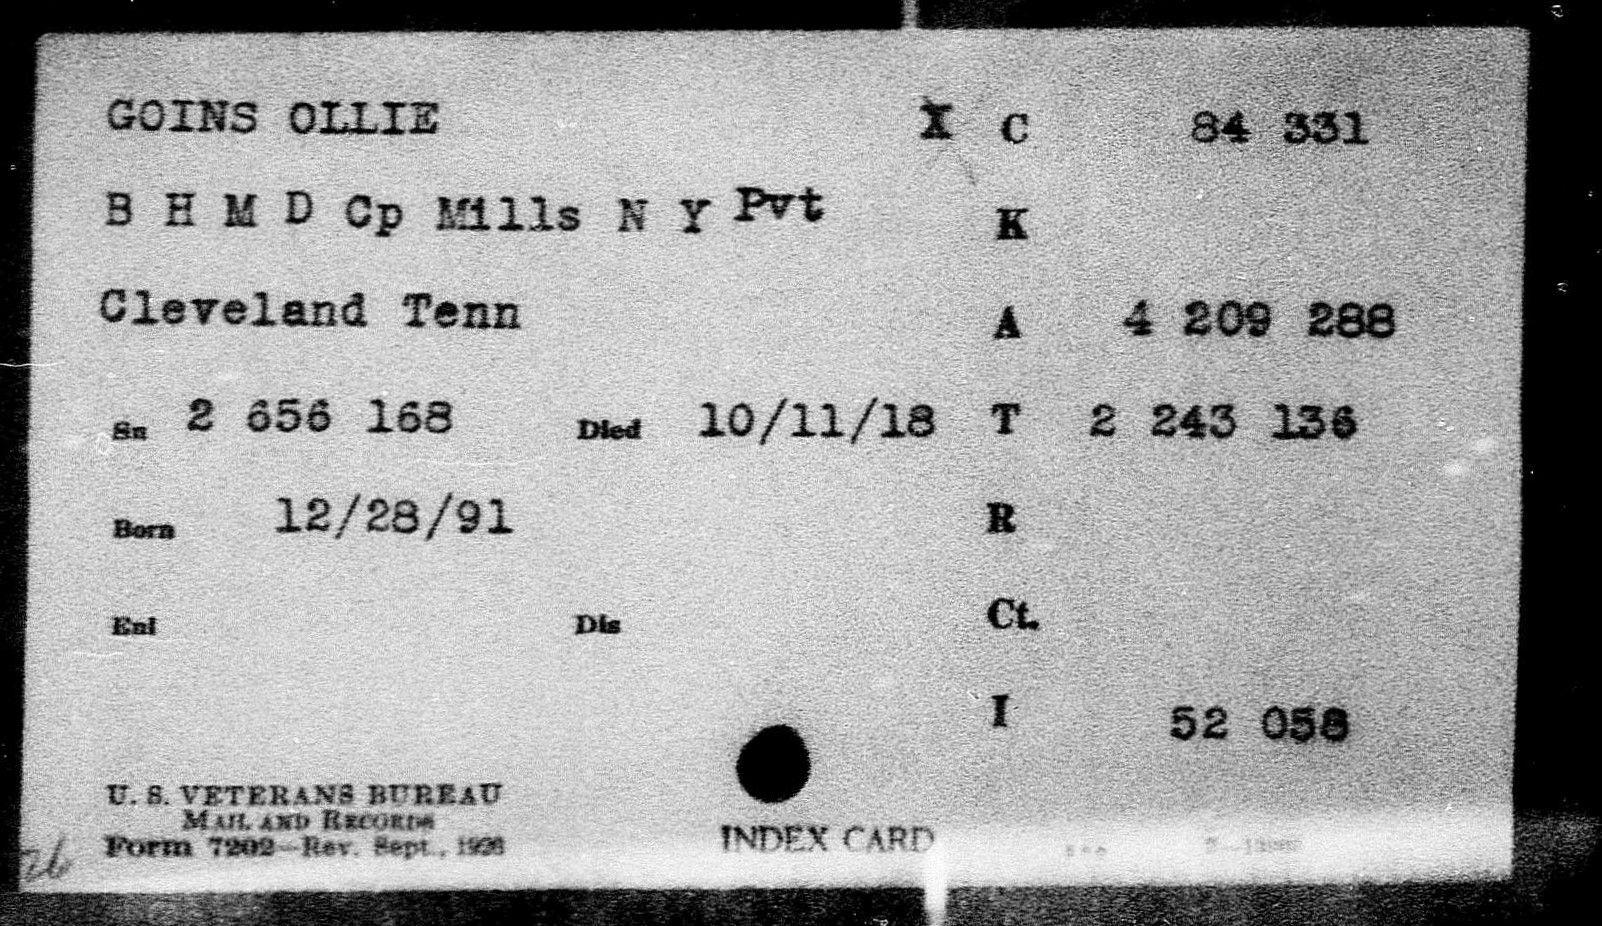 GOINS OLLIE X C 84 331
B H M D Cp Mills N Y Pvt K
Cleveland Tenn A 4 209 288
Sn 2 656 168 Died 10/11/18 T 2 243 136
Born 12/28/91 R
Enl Dis Ct.
I 52 058
U. S. VETERANS BUREAU
MAIL AND RECORDS
Form 7202—Rev. Sept., 1926
INDEX CARD
26